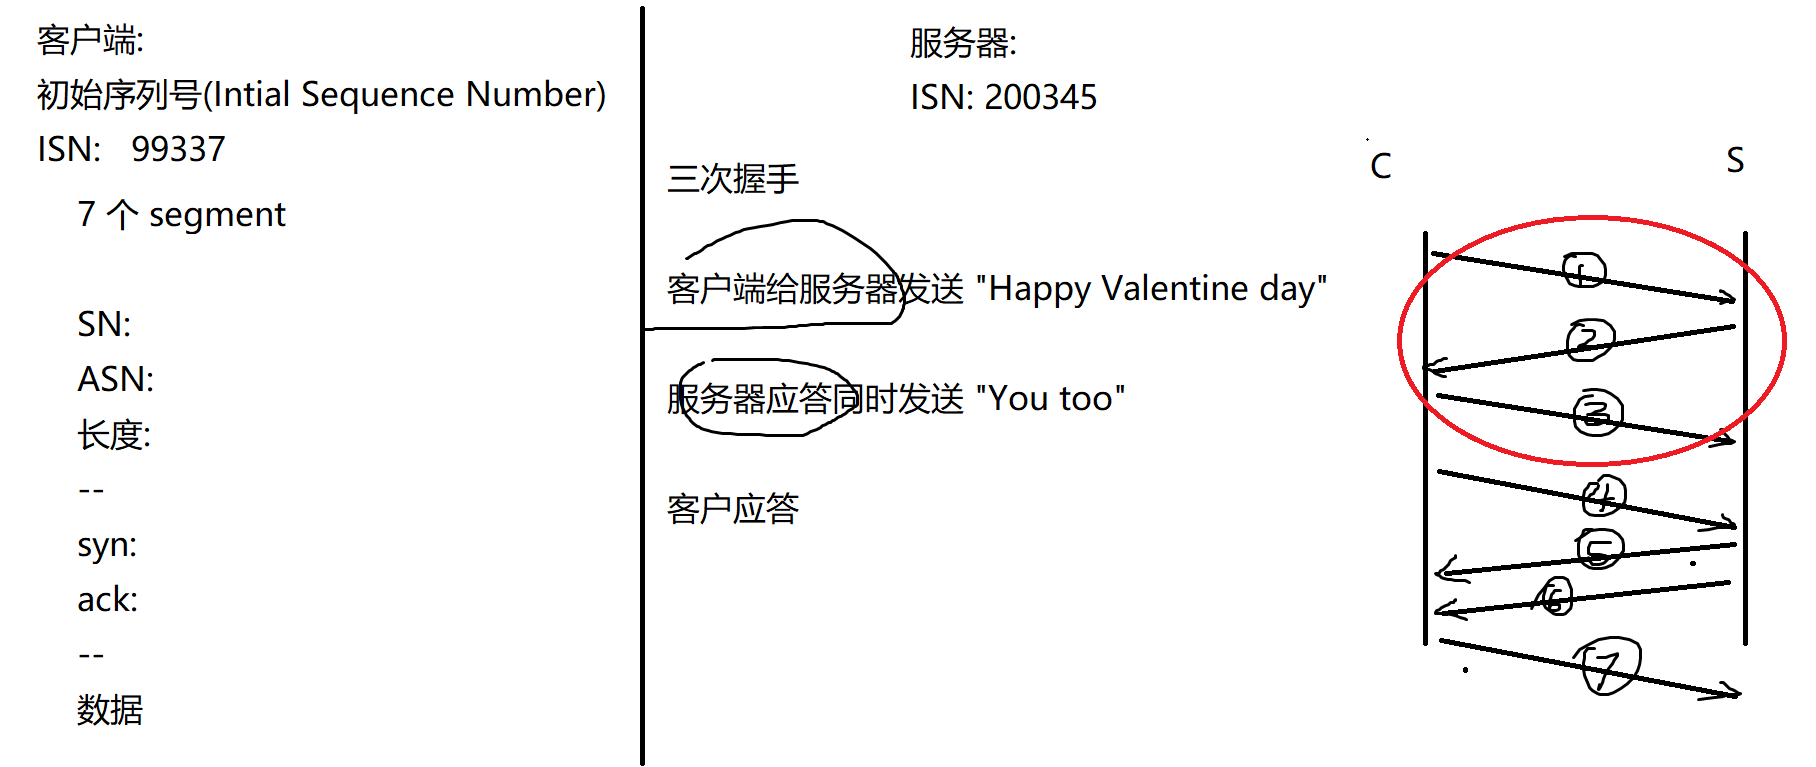 客户端:
初始序列号(Intial Sequence Number)
ISN: 99337
7 个 segment
SN:
ASN:
长度:
--
syn:
ack:
--
数据
服务器:
ISN: 200345
三次握手
客户端给服务器发送 "Happy Valentine day"
服务器应答同时发送 "You too"
客户应答
C S
1
2
3
4
5
6
7